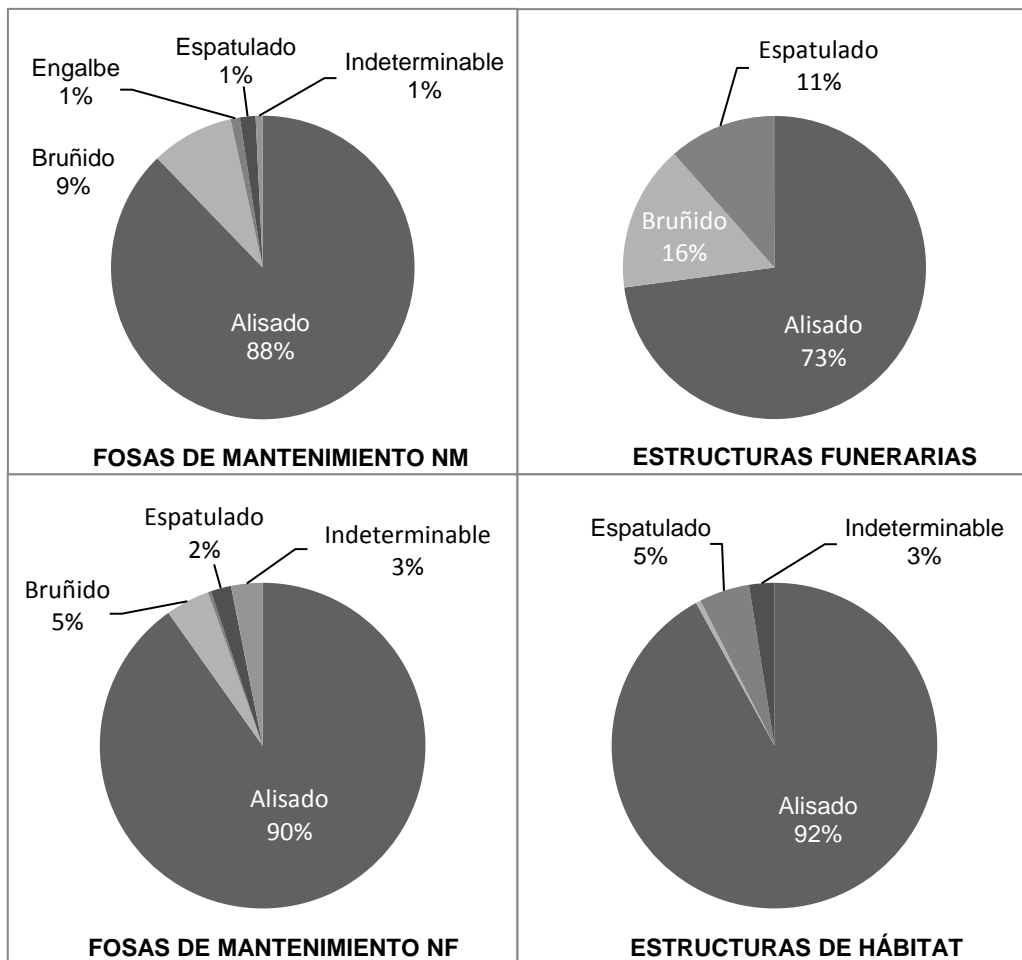 Espatulado
1%
Engalbe
1%
Indeterminable
1%
Bruñido
9%
Alisado
88%
FOSAS DE MANTENIMIENTO NM
Espatulado
11%
Bruñido
16%
Alisado
73%
ESTRUCTURAS FUNERARIAS
Espatulado
2%
Indeterminable
3%
Bruñido
5%
Alisado
90%
FOSAS DE MANTENIMIENTO NF
Espatulado
5%
Indeterminable
3%
Alisado
92%
ESTRUCTURAS DE HÁBITAT